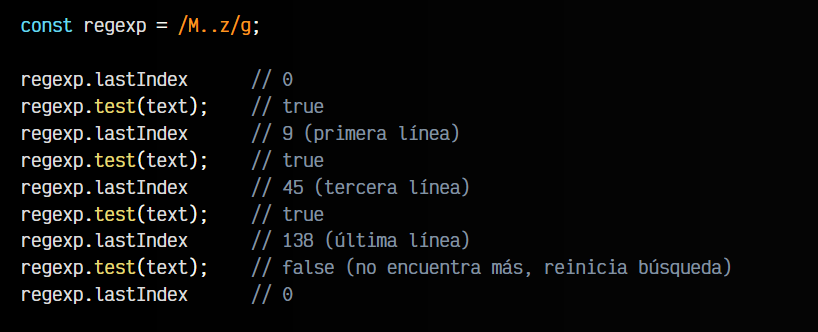 const regexp = /M..z/g;
regexp.lastIndex // 0
regexp.test(text); // true
regexp.lastIndex // 9 (primera línea)
regexp.test(text); // true
regexp.lastIndex // 45 (tercera línea)
regexp.test(text); // true
regexp.lastIndex // 138 (última línea)
regexp.test(text); // false (no encuentra más, reinicia búsqueda)
regexp.lastIndex // 0